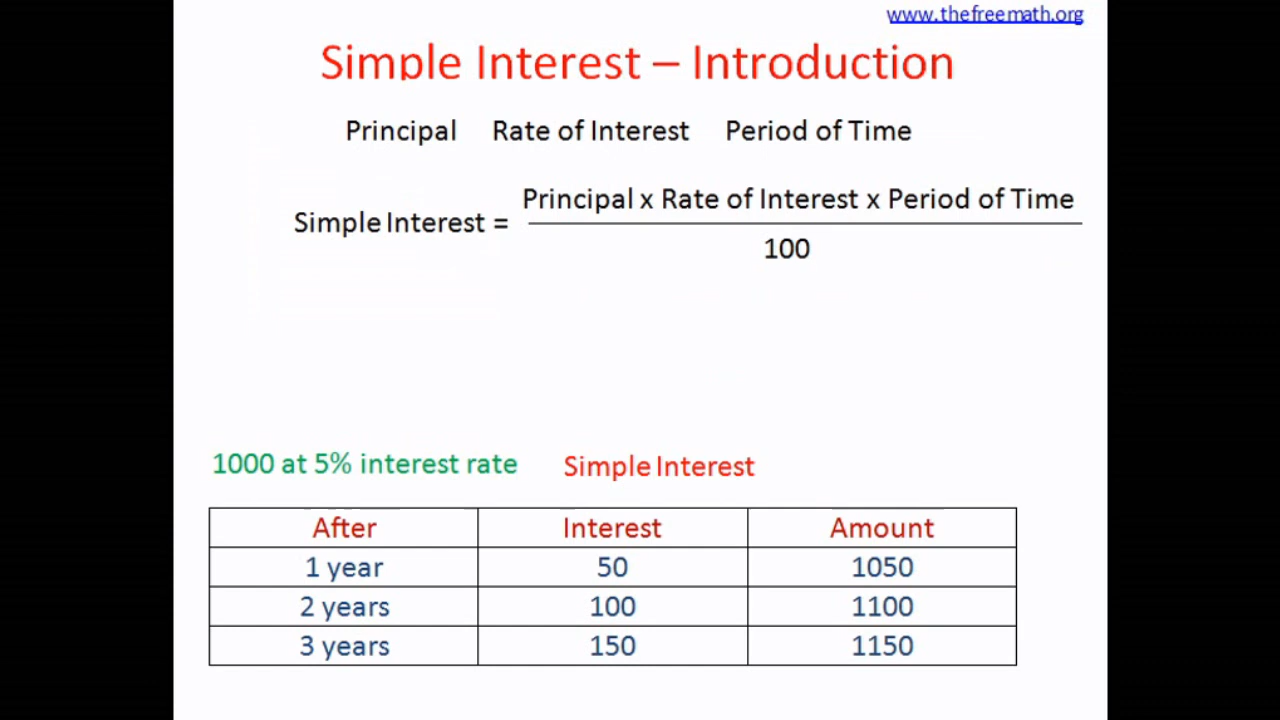 www.thefreemath.org
Simple Interest – Introduction
Principal Rate of Interest Period of Time
Simple Interest = Principal x Rate of Interest x Period of Time
100
1000 at 5% interest rate Simple Interest
After Interest Amount
1 year 50 1050
2 years 100 1100
3 years 150 1150